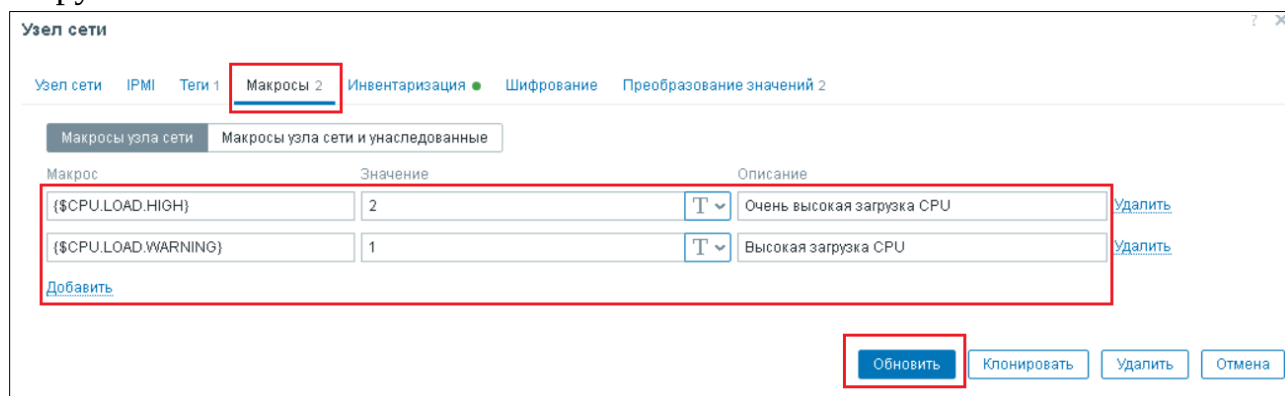 Узел сети ? ×
Узел сети IPMI Теги 1 Макросы 2 Инвентаризация Шифрование Преобразование значений 2
Макросы узла сети Макросы узла сети и унаследованные
Макрос Значение Описание
{$CPU.LOAD.HIGH} 2 T Очень высокая загрузка CPU Удалить
{$CPU.LOAD.WARNING} 1 T Высокая загрузка CPU Удалить
Добавить
Обновить Клонировать Удалить Отмена